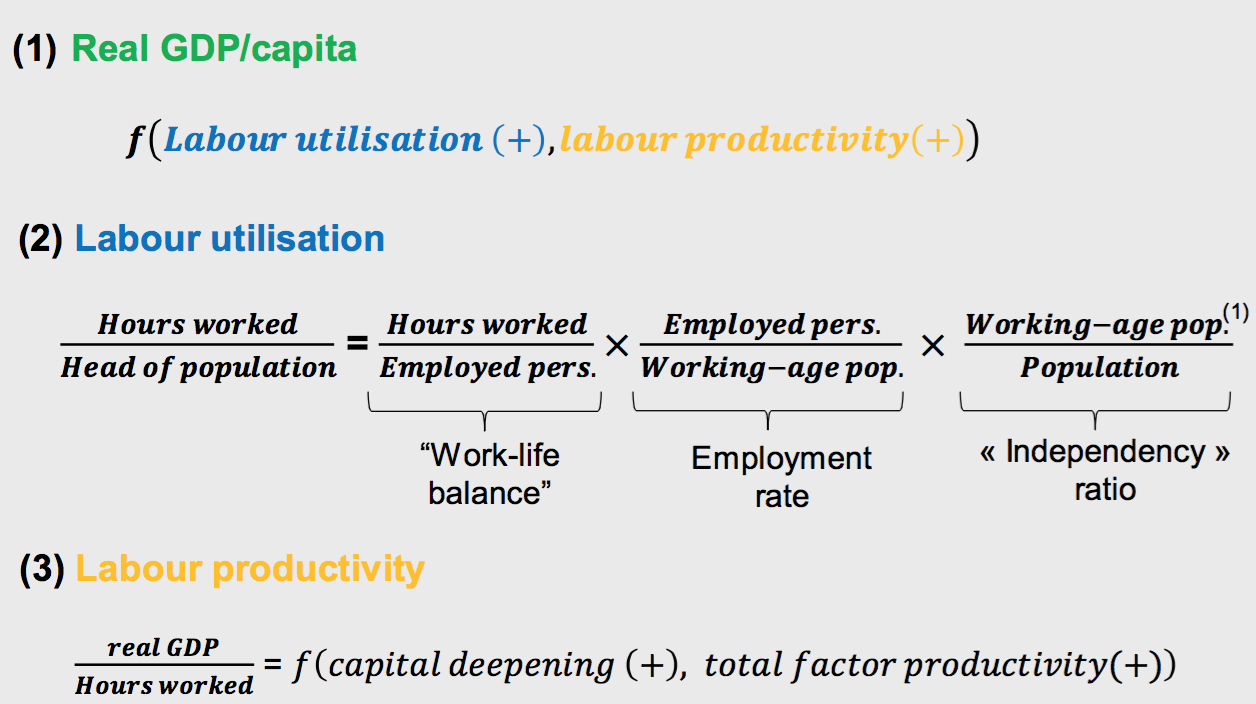 (1) Real GDP/capita
f(Labour utilisation (+),labour productivity(+))
(2) Labour utilisation
Hours worked / Head of population = Hours worked / Employed pers. × Employed pers. / Working−age pop. × Working−age pop.(1) / Population
“Work-life balance”
Employment rate
« Independency » ratio
(3) Labour productivity
real GDP / Hours worked = f(capital deepening (+), total factor productivity(+))